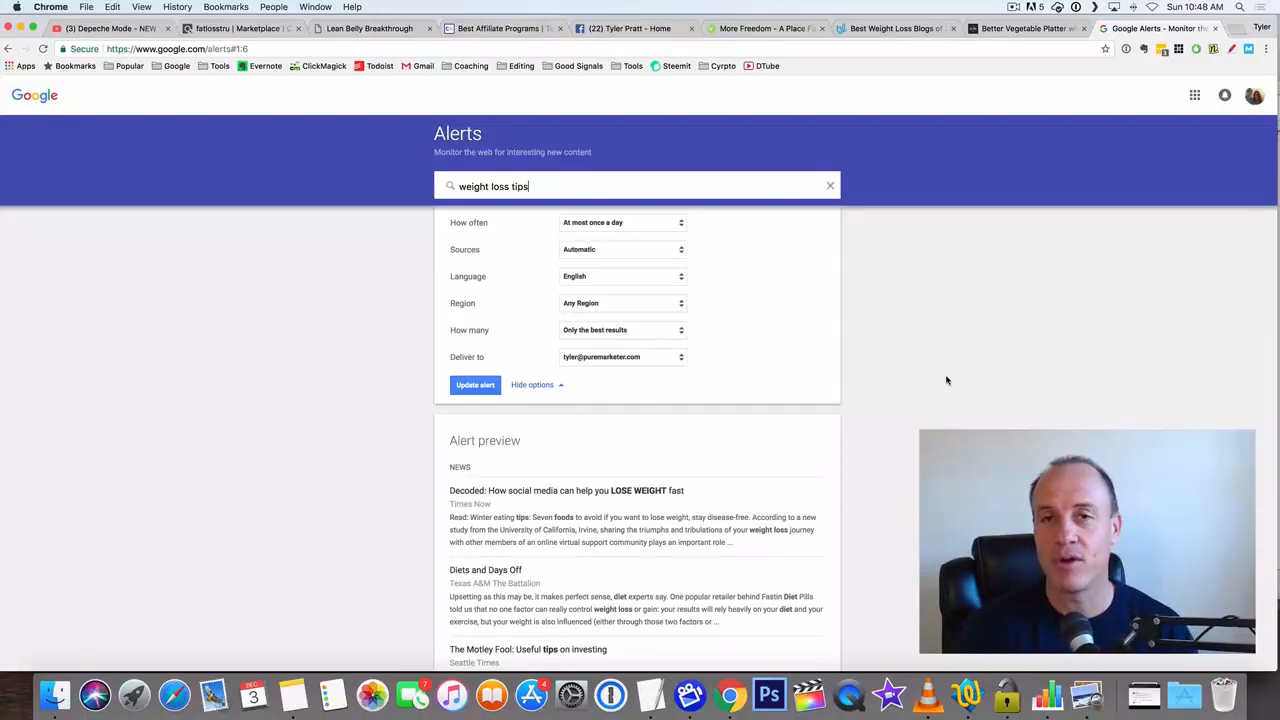 Chrome File Edit View History Bookmarks People Window Help 5 Sun 10:48 AM
(3) Depeche Mode - NEW fatlosstru | Marketplace | C Lean Belly Breakthrough Best Affiliate Programs | Te (22) Tyler Pratt - Home More Freedom - A Place Fo Best Weight Loss Blogs of 2 Better Vegetable Platter wh Google Alerts - Monitor the Tyler
Secure https://www.google.com/alerts#1:6
Apps Bookmarks Popular Google Tools Evernote ClickMagick Todoist Gmail Coaching Editing Good Signals Tools Steemit Cyrpto DTube
Google
Alerts
Monitor the web for interesting new content
weight loss tips
How often At most once a day
Sources Automatic
Language English
Region Any Region
How many Only the best results
Deliver to tyler@puremarketer.com
Update alert Hide options
Alert preview
NEWS
Decoded: How social media can help you LOSE WEIGHT fast
Times Now
Read: Winter eating tips: Seven foods to avoid if you want to lose weight, stay disease-free. According to a new
study from the University of California, Irvine, sharing the triumphs and tribulations of your weight loss journey
with other members of an online virtual support community plays an important role ...
Diets and Days Off
Texas A&M The Battalion
Upsetting as this may be, it makes perfect sense, diet experts say. One popular retailer behind Fastin Diet Pills
told us that no one factor can really control weight loss or gain: your results will rely heavily on your diet and your
exercise, but your weight is also influenced (either through those two factors or ...
The Motley Fool: Useful tips on investing
Seattle Times
DEC
3
7
4
Ps